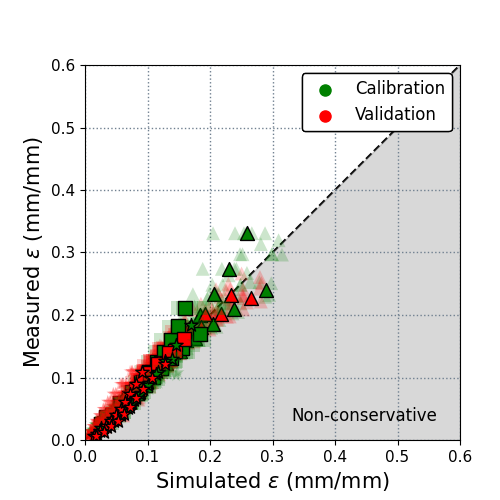 0.6
0.5
0.4
0.3
0.2
0.1
0.0
Measured ε (mm/mm)
Calibration
Validation
Non-conservative
0.0 0.1 0.2 0.3 0.4 0.5 0.6
Simulated ε (mm/mm)